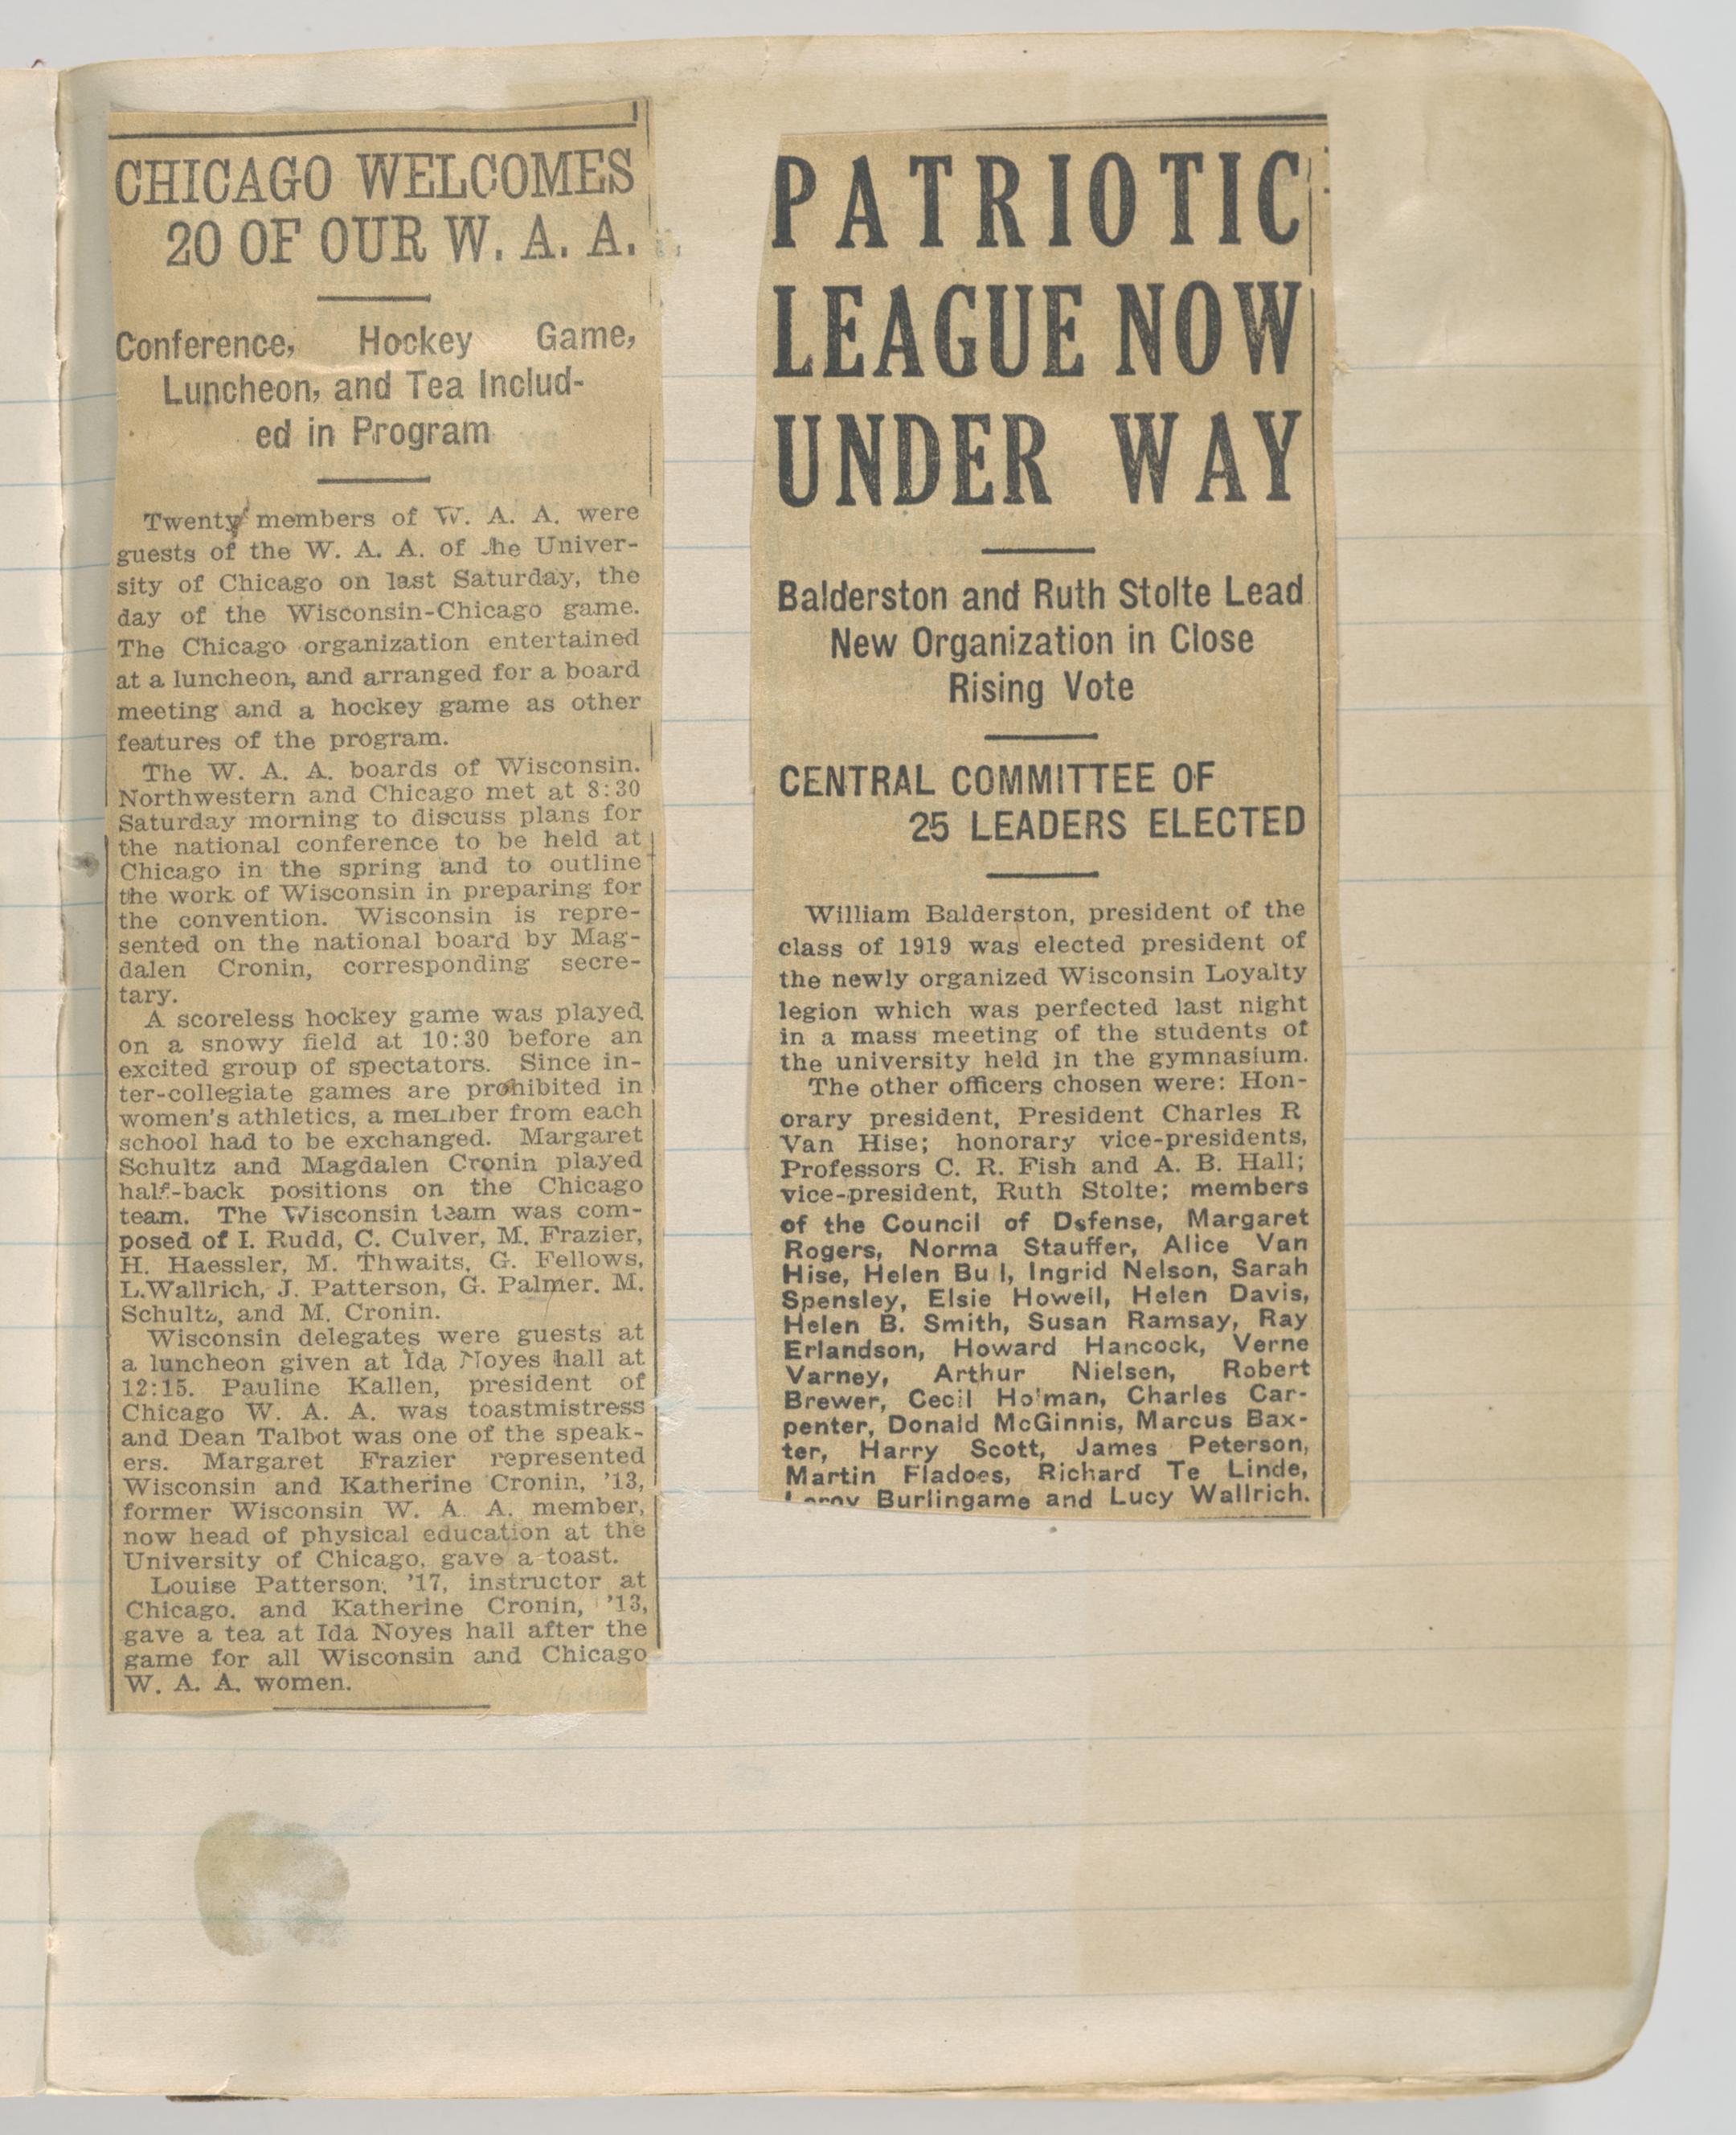 CHICAGO WELCOMES
20 OF OUR W. A. A.
Conference, Hockey Game,
Luncheon, and Tea Includ-
ed in Program
Twenty members of W. A. A. were
guests of the W. A. A. of the Univer-
sity of Chicago on last Saturday, the
day of the Wisconsin-Chicago game.
The Chicago organization entertained
at a luncheon, and arranged for a board
meeting and a hockey game as other
features of the program.
The W. A. A. boards of Wisconsin.
Northwestern and Chicago met at 8:30
Saturday morning to discuss plans for
the national conference to be held at
Chicago in the spring and to outline
the work of Wisconsin in preparing for
the convention. Wisconsin is repre-
sented on the national board by Mag-
dalen Cronin, corresponding secre-
tary.
A scoreless hockey game was played
on a snowy field at 10:30 before an
excited group of spectators. Since in-
ter-collegiate games are prohibited in
women's athletics, a member from each
school had to be exchanged. Margaret
Schultz and Magdalen Cronin played
half-back positions on the Chicago
team. The Wisconsin team was com-
posed of I. Rudd, C. Culver, M. Frazier,
H. Haessler, M. Thwaits, G. Fellows,
L.Wallrich, J. Patterson, G. Palmer. M.
Schultz, and M. Cronin.
Wisconsin delegates were guests at
a luncheon given at Ida Noyes hall at
12:15. Pauline Kallen, president of
Chicago W. A. A. was toastmistress
and Dean Talbot was one of the speak-
ers. Margaret Frazier represented
Wisconsin and Katherine Cronin, '13,
former Wisconsin W. A. A. member,
now head of physical education at the
University of Chicago, gave a toast.
Louise Patterson, '17, instructor at
Chicago, and Katherine Cronin, '13,
gave a tea at Ida Noyes hall after the
game for all Wisconsin and Chicago
W. A. A. women.
PATRIOTIC
LEAGUE NOW
UNDER WAY
Balderston and Ruth Stolte Lead
New Organization in Close
Rising Vote
CENTRAL COMMITTEE OF
25 LEADERS ELECTED
William Balderston, president of the
class of 1919 was elected president of
the newly organized Wisconsin Loyalty
legion which was perfected last night
in a mass meeting of the students of
the university held in the gymnasium.
The other officers chosen were: Hon-
orary president, President Charles R
Van Hise; honorary vice-presidents,
Professors C. R. Fish and A. B. Hall;
vice-president, Ruth Stolte; members
of the Council of Dsfense, Margaret
Rogers, Norma Stauffer, Alice Van
Hise, Helen Bull, Ingrid Nelson, Sarah
Spensley, Elsie Howell, Helen Davis,
Helen B. Smith, Susan Ramsay, Ray
Erlandson, Howard Hancock, Verne
Varney, Arthur Nielsen, Robert
Brewer, Cecil Holman, Charles Car-
penter, Donald McGinnis, Marcus Bax-
ter, Harry Scott, James Peterson,
Martin Fladoes, Richard Te Linde,
Leroy Burlingame and Lucy Wallrich.